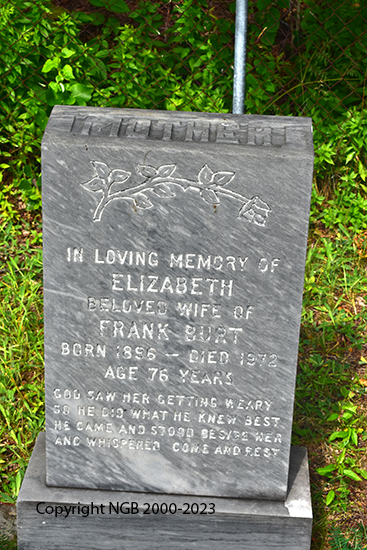 MOTHER
IN LOVING MEMORY OF
ELIZABETH
BELOVED WIFE OF
FRANK BURT
BORN 1896 — DIED 1972
AGE 76 YEARS
GOD SAW HER GETTING WEARY
SO HE DID WHAT HE KNEW BEST
HE CAME AND STOOD BESIDE HER
AND WHISPERED COME AND REST
Copyright NGB 2000-2023